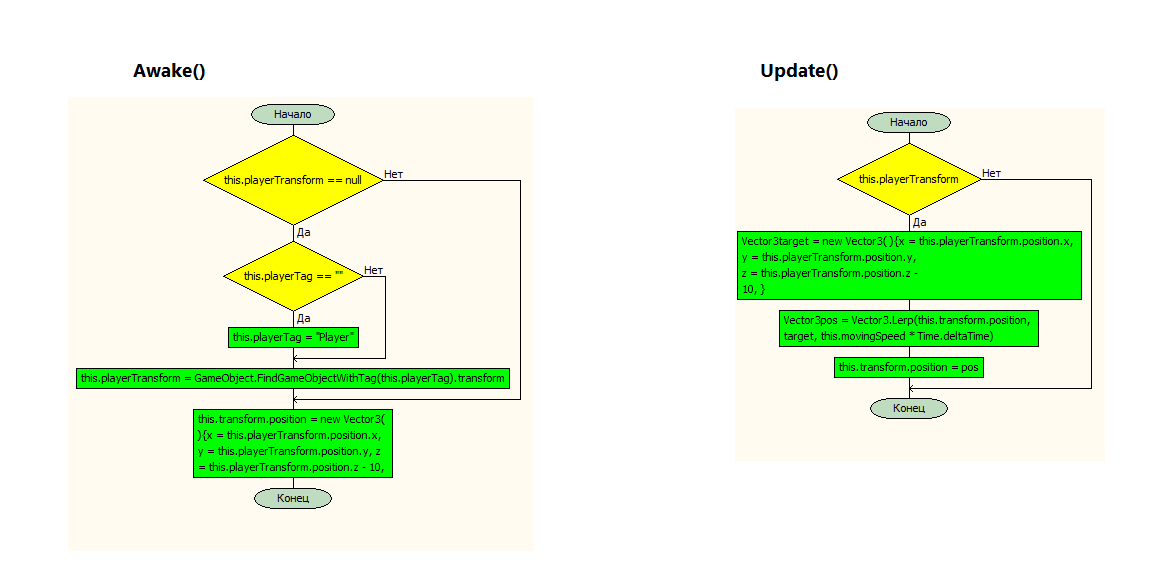 Awake()
Начало
this.playerTransform == null
Нет
Да
this.playerTag == ""
Нет
Да
this.playerTag = "Player"
this.playerTransform = GameObject.FindGameObjectWithTag(this.playerTag).transform
this.transform.position = new Vector3(
){x = this.playerTransform.position.x,
y = this.playerTransform.position.y, z
= this.playerTransform.position.z - 10,
Конец
Update()
Начало
this.playerTransform
Нет
Да
Vector3target = new Vector3(){x = this.playerTransform.position.x,
y = this.playerTransform.position.y,
z = this.playerTransform.position.z -
10, }
Vector3pos = Vector3.Lerp(this.transform.position,
target, this.movingSpeed * Time.deltaTime)
this.transform.position = pos
Конец